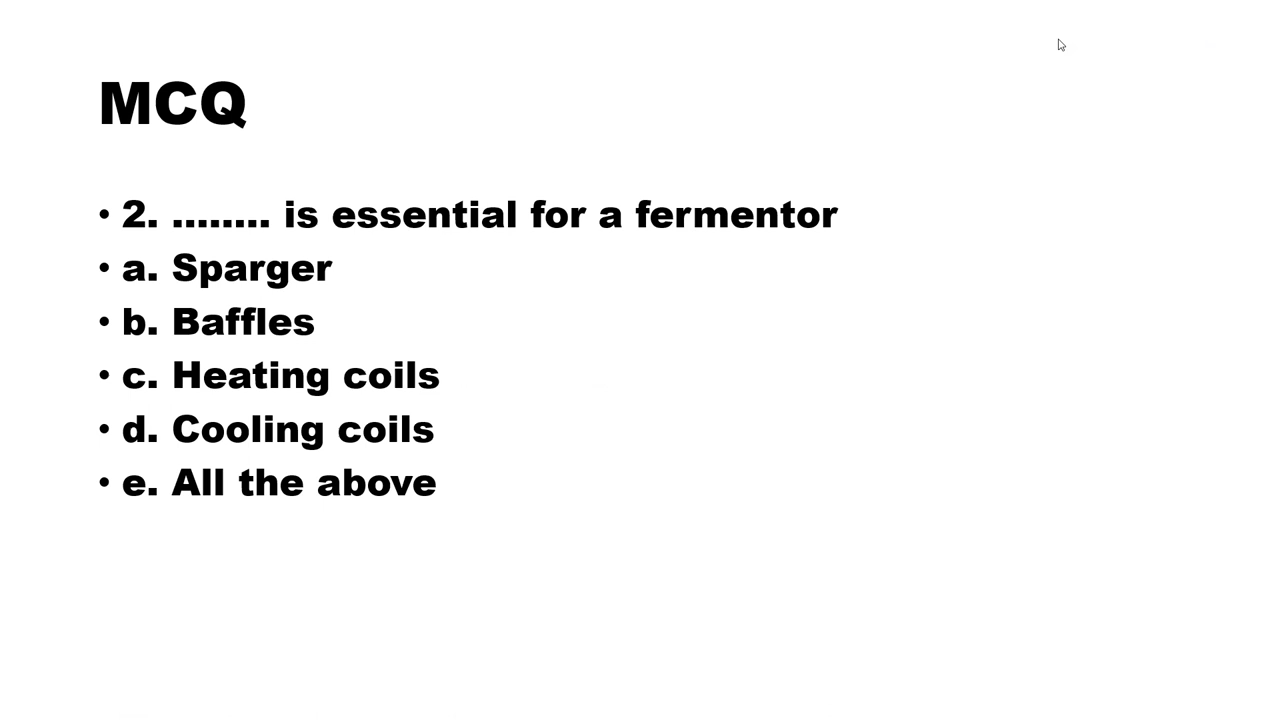 MCQ
• 2. ........ is essential for a fermentor
• a. Sparger
• b. Baffles
• c. Heating coils
• d. Cooling coils
• e. All the above